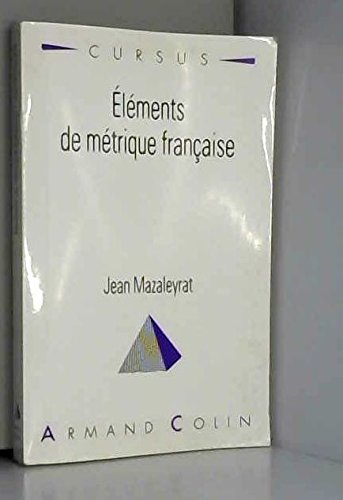 CURSUS
Éléments
de métrique française
Jean Mazaleyrat
ARMAND COLIN